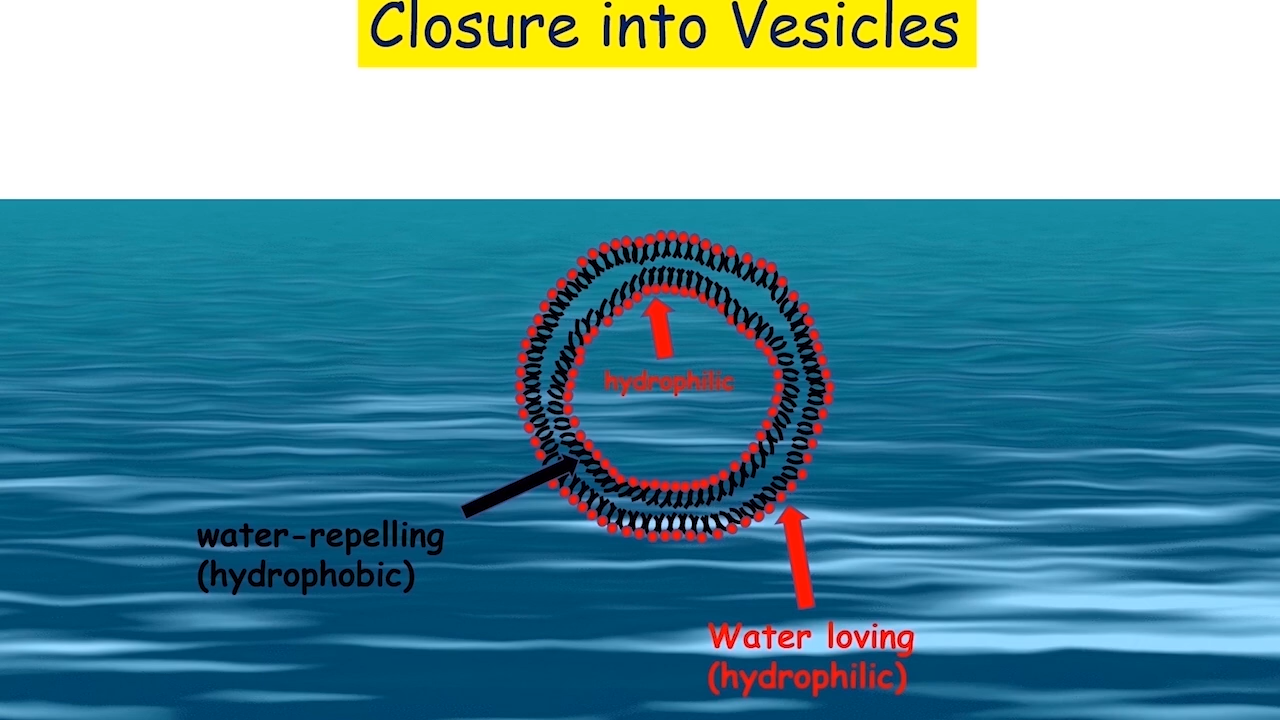 Closure into Vesicles
hydrophilic
water-repelling
(hydrophobic)
Water loving
(hydrophilic)